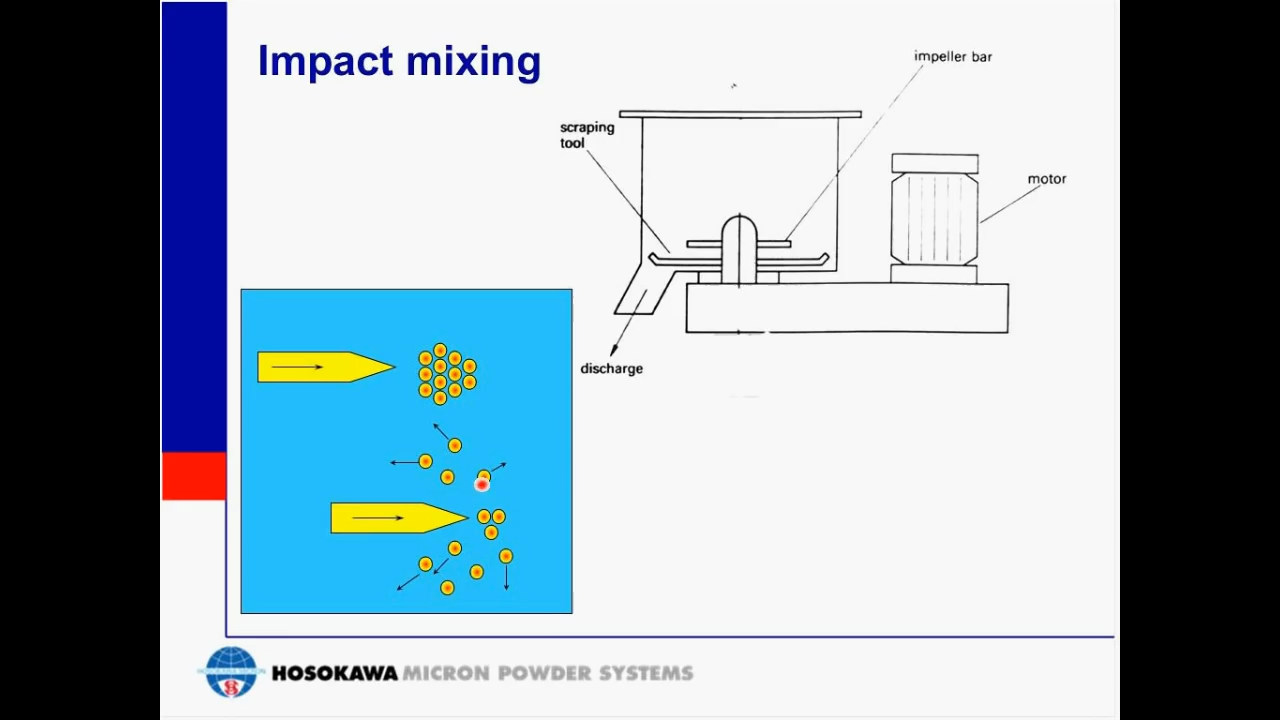 Impact mixing
impeller bar
scraping
tool
motor
discharge
HOSOKAWA MICRON POWDER SYSTEMS